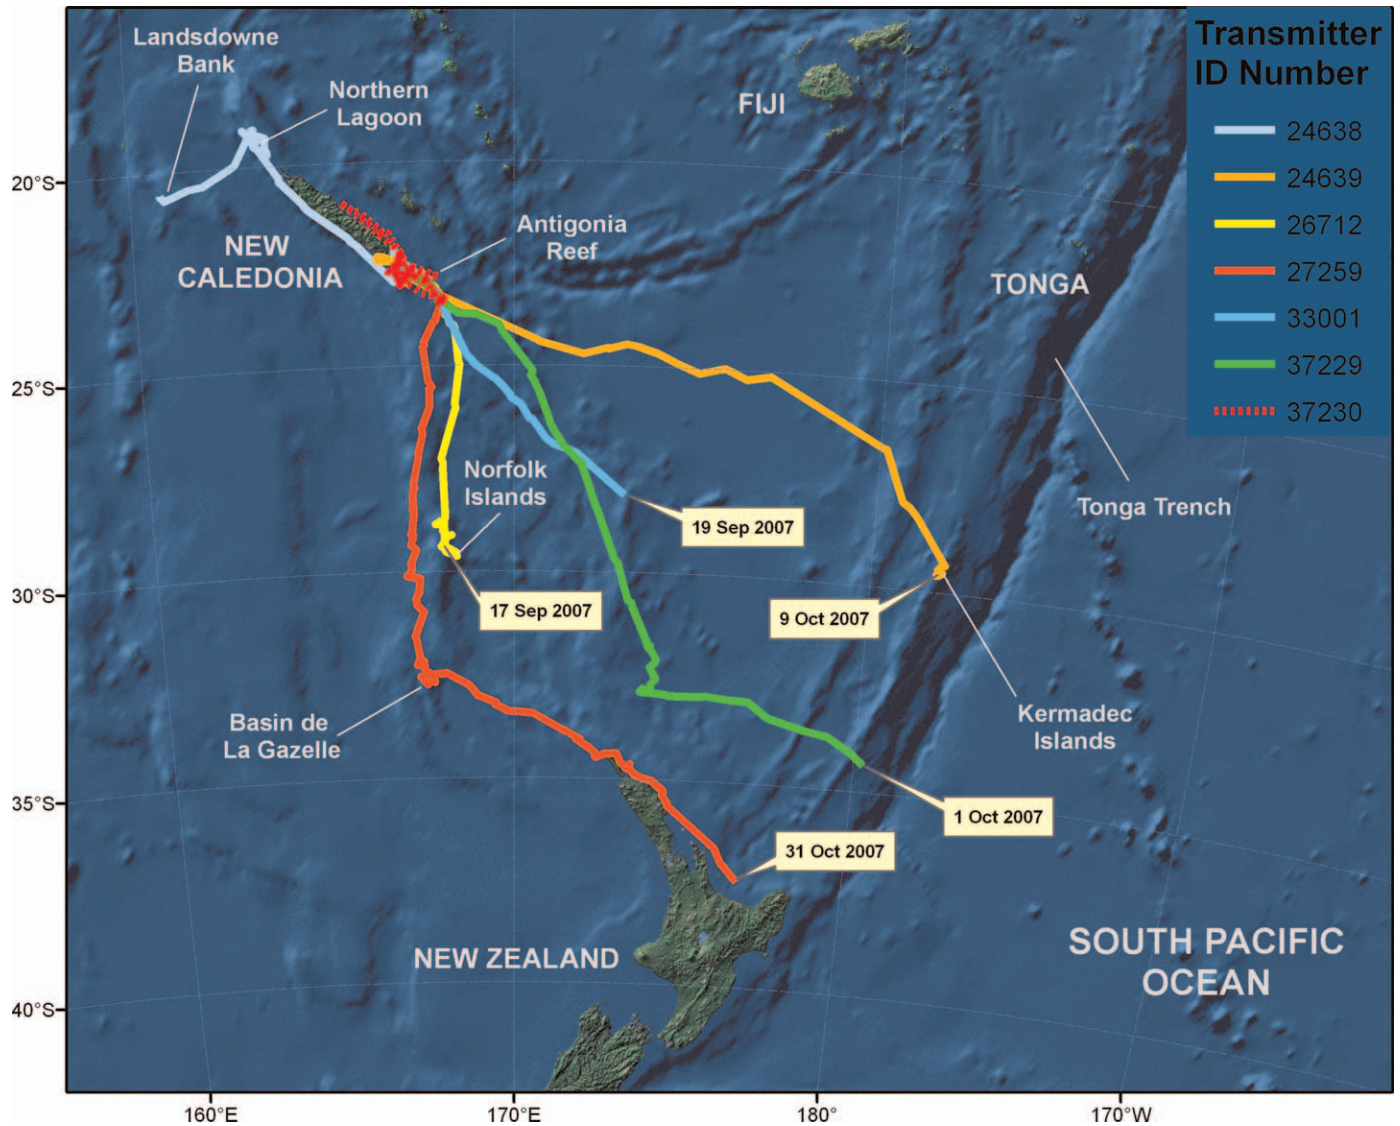 Landsdowne
Bank
Northern
Lagoon
FIJI
Transmitter
ID Number
24638
24639
26712
27259
33001
37229
37230
20°S
NEW
CALEDONIA
Antigonia
Reef
TONGA
25°S
Norfolk
Islands
Tonga Trench
19 Sep 2007
30°S
17 Sep 2007
9 Oct 2007
Basin de
La Gazelle
Kermadec
Islands
35°S
1 Oct 2007
31 Oct 2007
NEW ZEALAND
SOUTH PACIFIC
OCEAN
40°S
160°E
170°E
180°
170°W